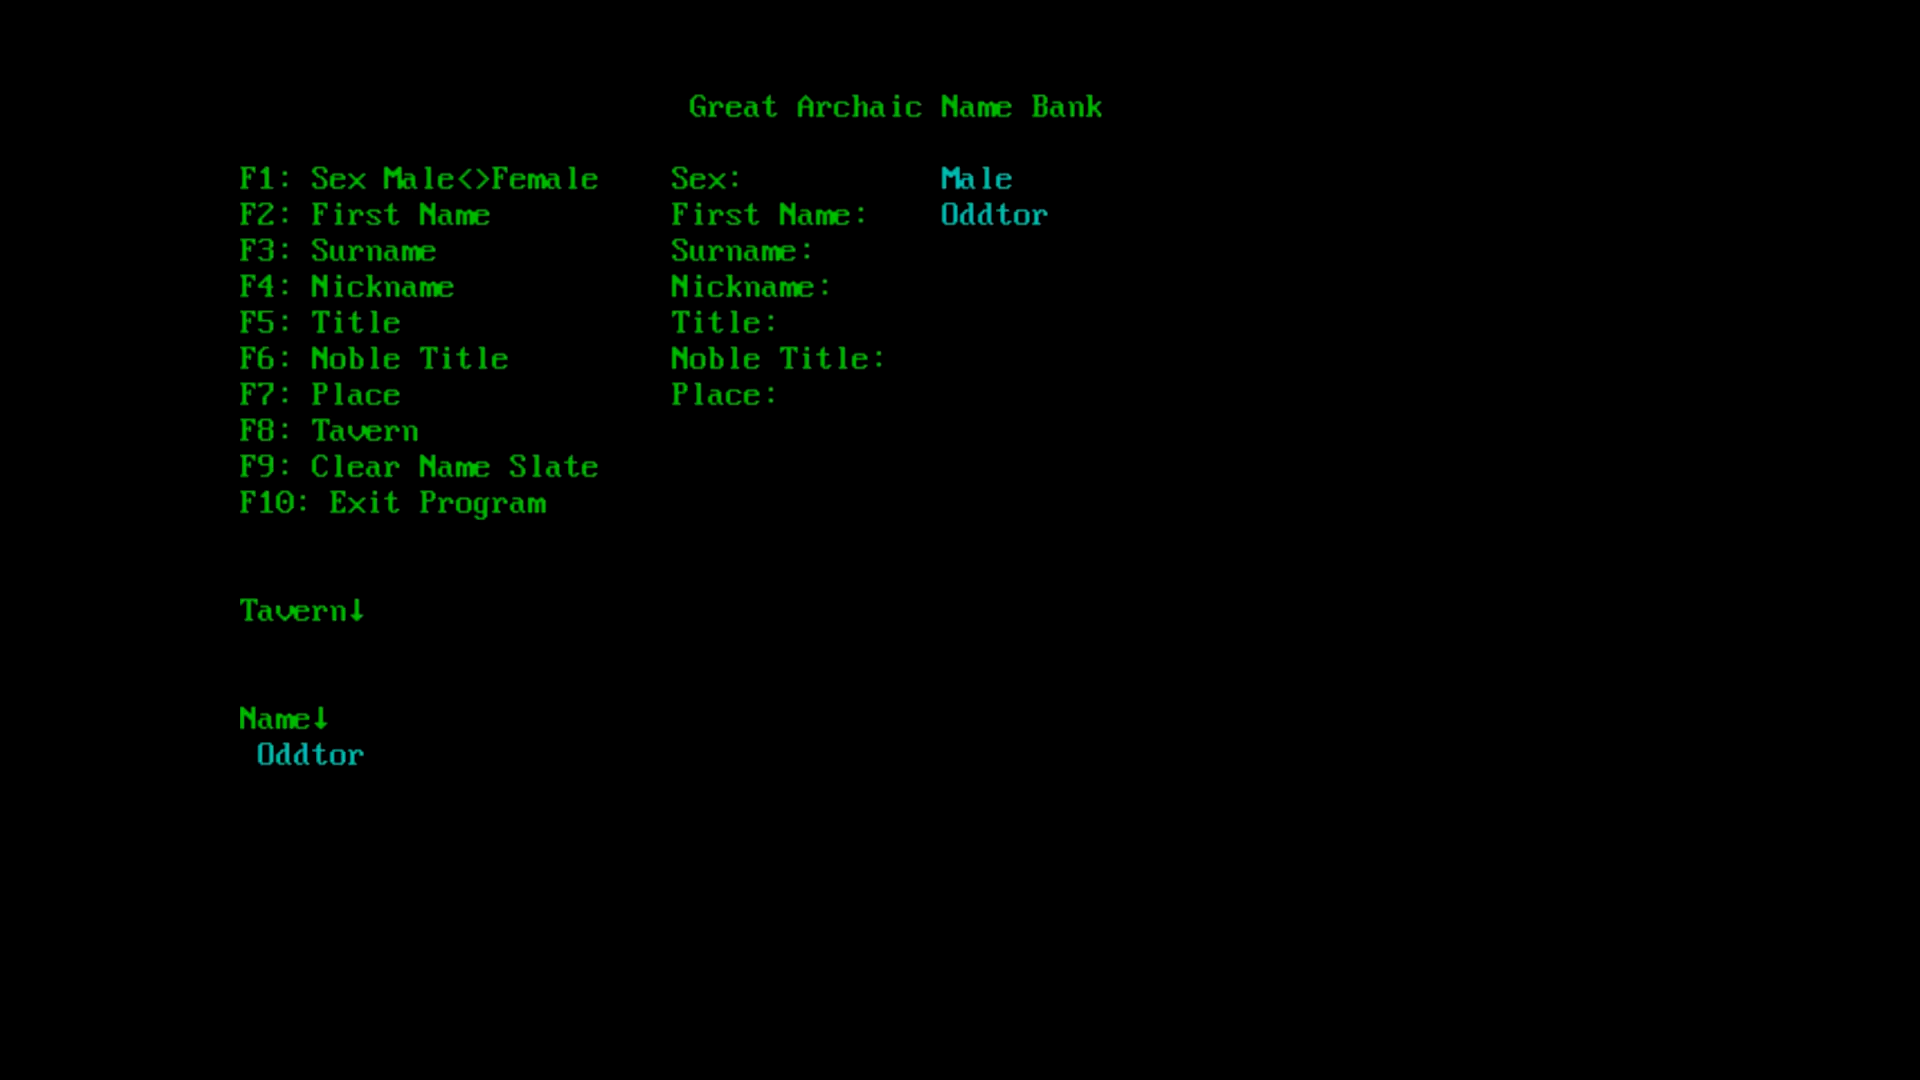 Great Archaic Name Bank
F1: Sex Male<>Female Sex: Male
F2: First Name First Name: Oddtor
F3: Surname Surname:
F4: Nickname Nickname:
F5: Title Title:
F6: Noble Title Noble Title:
F7: Place Place:
F8: Tavern
F9: Clear Name Slate
F10: Exit Program
Tavern↓
Name↓
Oddtor